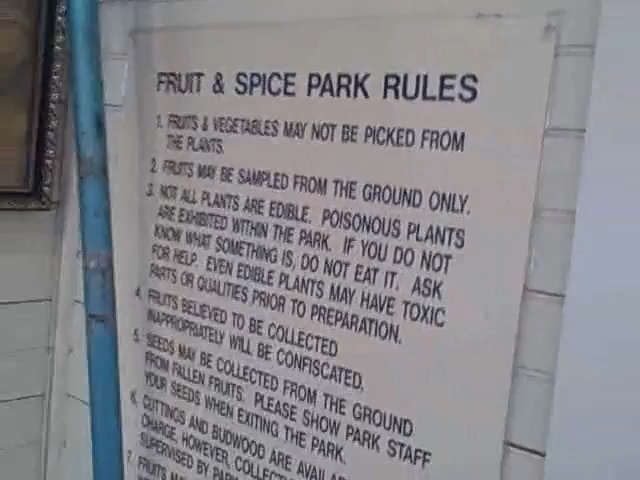 FRUIT & SPICE PARK RULES
1. FRUITS & VEGETABLES MAY NOT BE PICKED FROM
THE PLANTS.
2. FRUITS MAY BE SAMPLED FROM THE GROUND ONLY.
3. NOT ALL PLANTS ARE EDIBLE. POISONOUS PLANTS
ARE EXHIBITED WITHIN THE PARK. IF YOU DO NOT
KNOW WHAT SOMETHING IS, DO NOT EAT IT. ASK
FOR HELP. EVEN EDIBLE PLANTS MAY HAVE TOXIC
PARTS OR QUALITIES PRIOR TO PREPARATION.
4. FRUITS BELIEVED TO BE COLLECTED
INAPPROPRIATELY WILL BE CONFISCATED.
5. SEEDS MAY BE COLLECTED FROM THE GROUND
FROM FALLEN FRUITS. PLEASE SHOW PARK STAFF
YOUR SEEDS WHEN EXITING THE PARK.
6. CUTTINGS AND BUDWOOD ARE
CHARGE, HOWEVER,
SUPERVISED BY
7. FRUITS